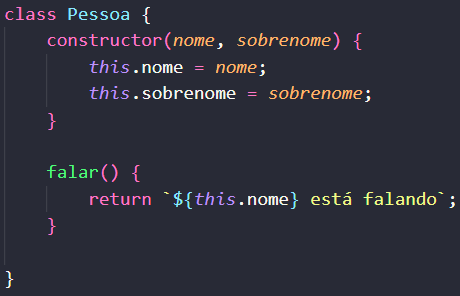 class Pessoa {
    constructor(nome, sobrenome) {
        this.nome = nome;
        this.sobrenome = sobrenome;
    }

    falar() {
        return `${this.nome} está falando`;
    }

}